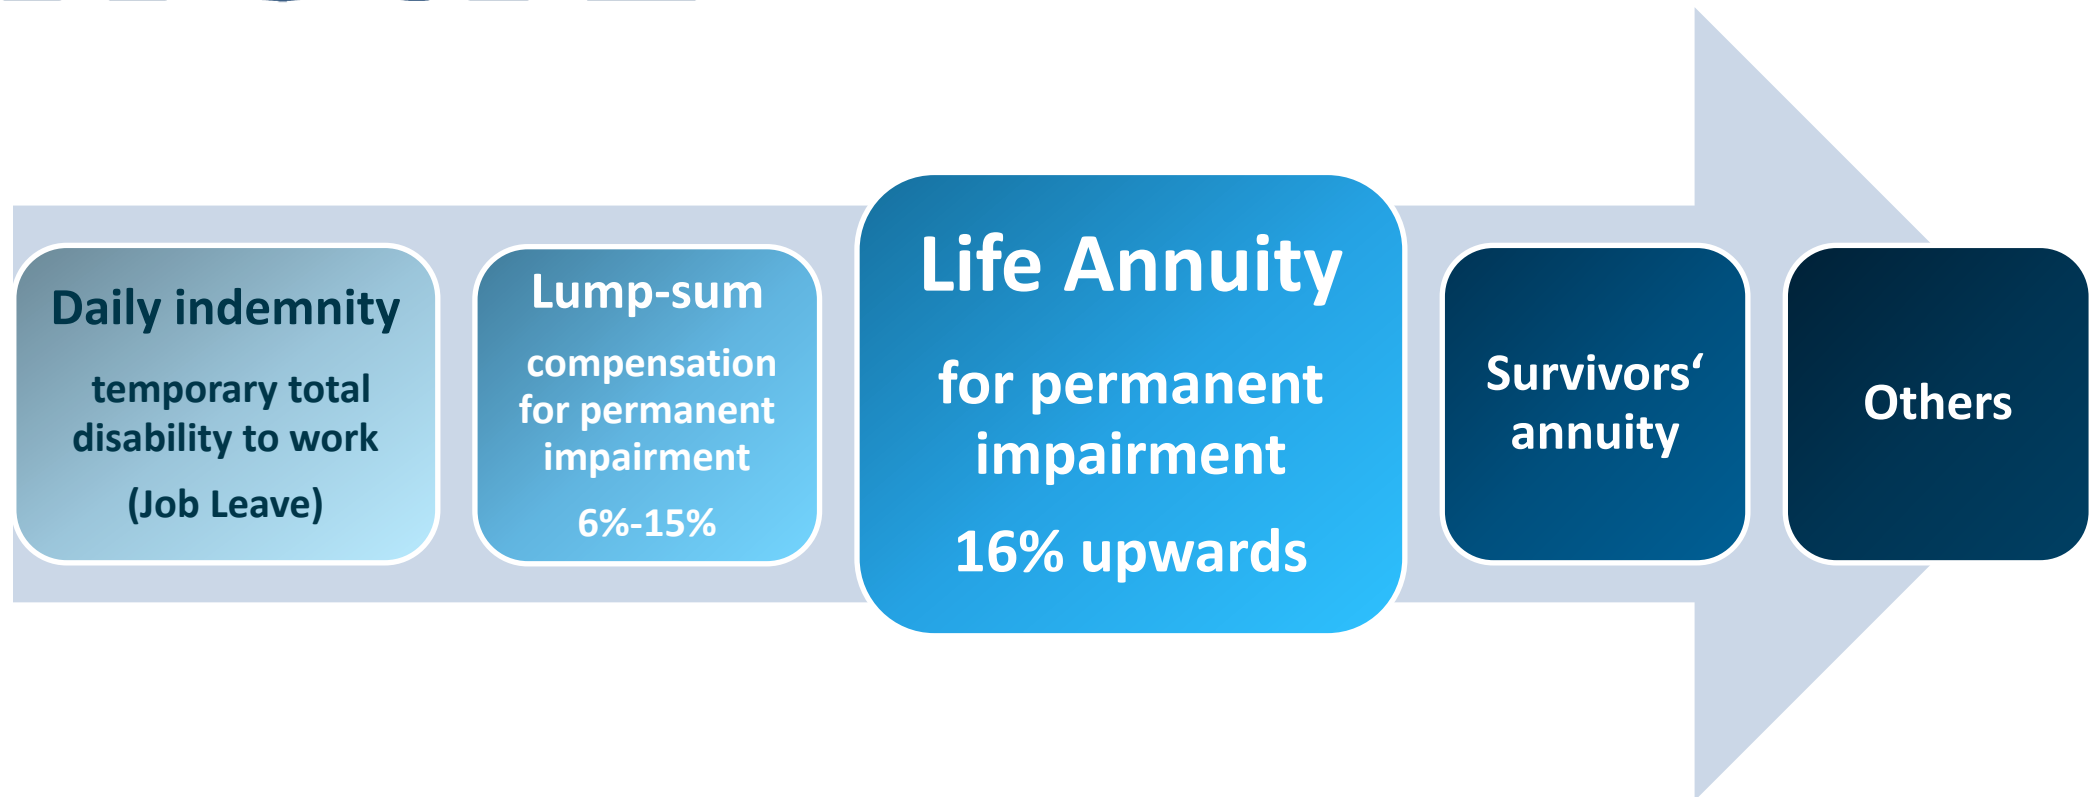 Daily indemnity
temporary total
disability to work
(Job Leave)
Lump-sum
compensation
for permanent
impairment
6%-15%
Life Annuity
for permanent
impairment
16% upwards
Survivors‘
annuity
Others